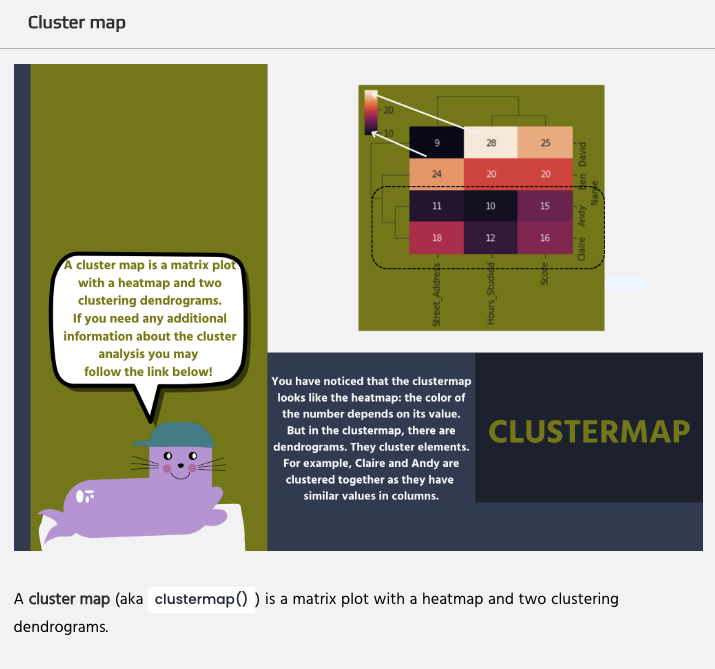 Cluster map
A cluster map is a matrix plot
with a heatmap and two
clustering dendrograms.
If you need any additional
information about the cluster
analysis you may
follow the link below!
20
10
9 28 25
24 20 20
11 10 15
18 12 16
David
Ben
Andy
Claire
Name
Street_Address
Hours_Studied
Score
You have noticed that the clustermap
looks like the heatmap: the color of
the number depends on its value.
But in the clustermap, there are
dendrograms. They cluster elements.
For example, Claire and Andy are
clustered together as they have
similar values in columns.
CLUSTERMAP
A cluster map (aka clustermap() ) is a matrix plot with a heatmap and two clustering
dendrograms.